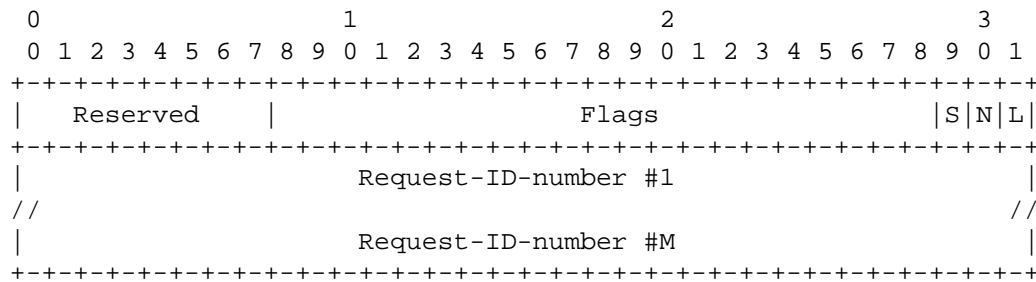 0                   1                   2                   3
 0 1 2 3 4 5 6 7 8 9 0 1 2 3 4 5 6 7 8 9 0 1 2 3 4 5 6 7 8 9 0 1
+-+-+-+-+-+-+-+-+-+-+-+-+-+-+-+-+-+-+-+-+-+-+-+-+-+-+-+-+-+-+-+-+
|   Reserved    |                   Flags                 |S|N|L|
+-+-+-+-+-+-+-+-+-+-+-+-+-+-+-+-+-+-+-+-+-+-+-+-+-+-+-+-+-+-+-+-+
|                     Request-ID-number #1                      |
//                                                             //
|                     Request-ID-number #M                      |
+-+-+-+-+-+-+-+-+-+-+-+-+-+-+-+-+-+-+-+-+-+-+-+-+-+-+-+-+-+-+-+-+